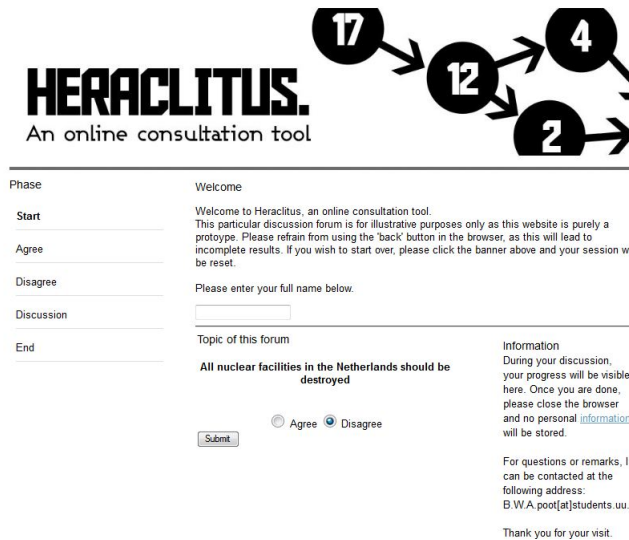 17
4
12
2
HERACLITUS.
An online consultation tool
Phase
Start
Agree
Disagree
Discussion
End
Welcome
Welcome to Heraclitus, an online consultation tool.
This particular discussion forum is for illustrative purposes only as this website is purely a
protoype. Please refrain from using the 'back' button in the browser, as this will lead to
incomplete results. If you wish to start over, please click the banner above and your session w
be reset.
Please enter your full name below.
Topic of this forum
All nuclear facilities in the Netherlands should be
destroyed
Agree Disagree
Submit
Information
During your discussion,
your progress will be visible
here. Once you are done,
please close the browser
and no personal information
will be stored.
For questions or remarks, I
can be contacted at the
following address:
B.W.A.poot[at]students.uu.
Thank you for your visit.